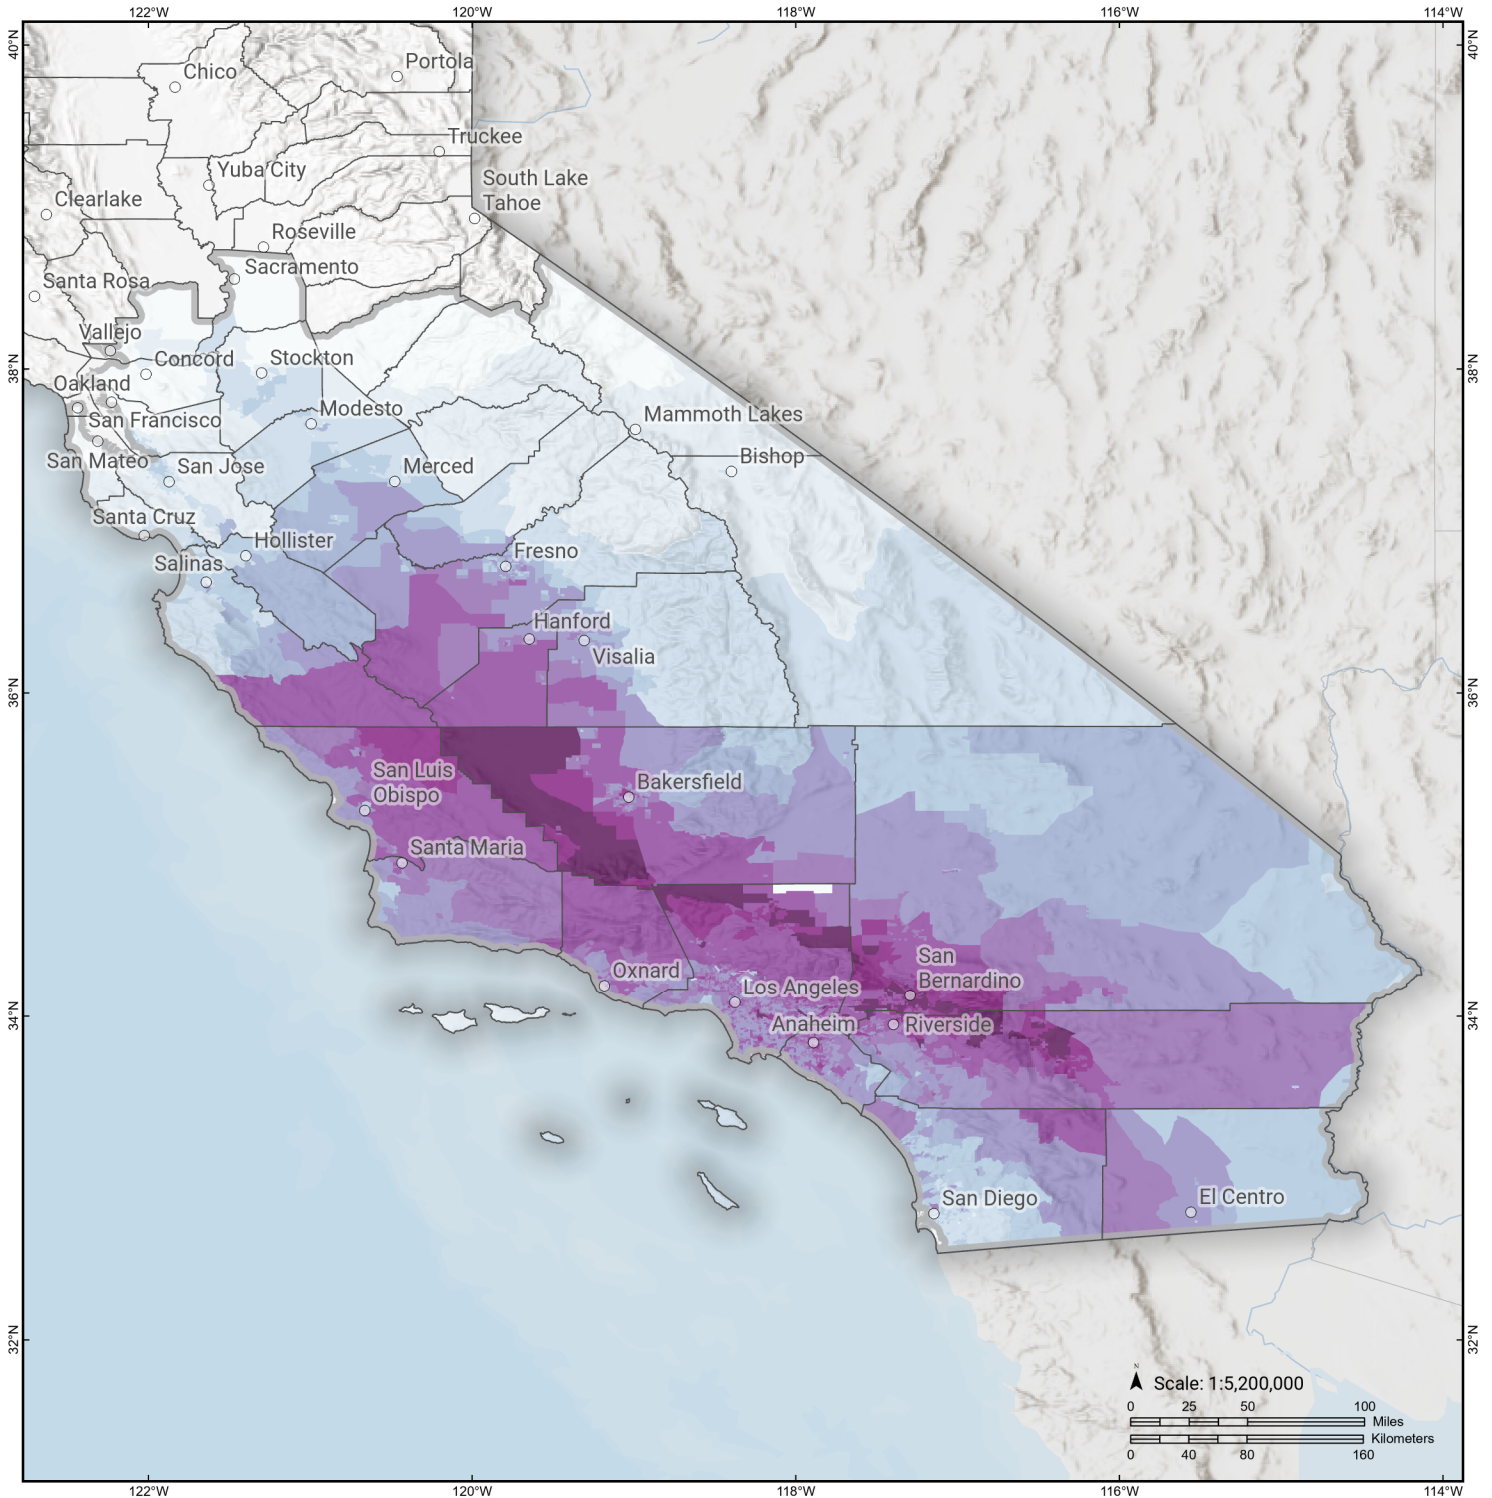 122°W
120°W
118°W
116°W
114°W
40°N
40°N
Portola
Chico
Truckee
Yuba City
South Lake
Tahoe
Clearlake
Roseville
Sacramento
Santa Rosa
Vallejo
Concord
Stockton
38°N
38°N
Oakland
Modesto
San Francisco
Mammoth Lakes
San Mateo
San Jose
Merced
Bishop
Santa Cruz
Hollister
Salinas
Fresno
Hanford
Visalia
36°N
36°N
San Luis
Obispo
Bakersfield
Santa Maria
San
Bernardino
Oxnard
Los Angeles
34°N
34°N
Anaheim
Riverside
San Diego
El Centro
32°N
32°N
N
Scale: 1:5,200,000
0
25
50
100
Miles
Kilometers
0
40
80
160
122°W
120°W
118°W
116°W
114°W